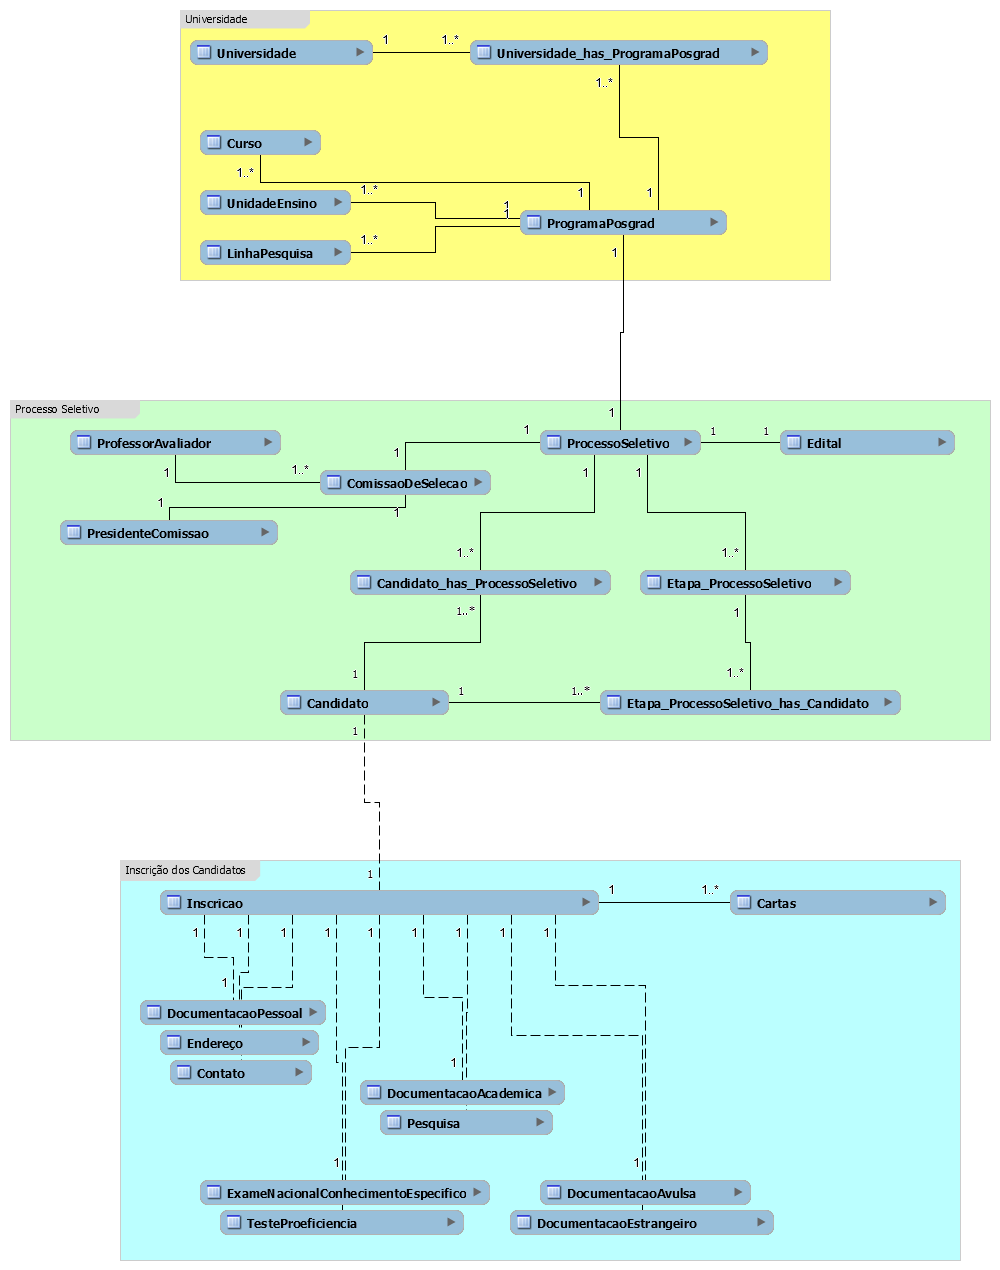 Universidade
Universidade 1 1..* Universidade_has_ProgramaPosgrad
1..*
Curso
1..*
UnidadeEnsino 1..* 1 1
1
1
ProgramaPosgrad
LinhaPesquisa 1..* 1
Processo Seletivo
1
ProfessorAvaliador 1 ProcessoSeletivo 1 1 Edital
1 1..* 1 1 1
ComissaoDeSelecao
1 1
PresidenteComissao
1..* 1..*
Candidato_has_ProcessoSeletivo Etapa_ProcessoSeletivo
1..* 1
1 1..*
Candidato 1 1..* Etapa_ProcessoSeletivo_has_Candidato
1
Inscrição dos Candidatos
1
Inscricao 1 1..* Cartas
1 1 1 1 1 1 1 1 1
1
DocumentacaoPessoal
Endereço
1
Contato
DocumentacaoAcademica
Pesquisa
1 1
ExameNacionalConhecimentoEspecifico DocumentacaoAvulsa
TesteProeficiencia DocumentacaoEstrangeiro